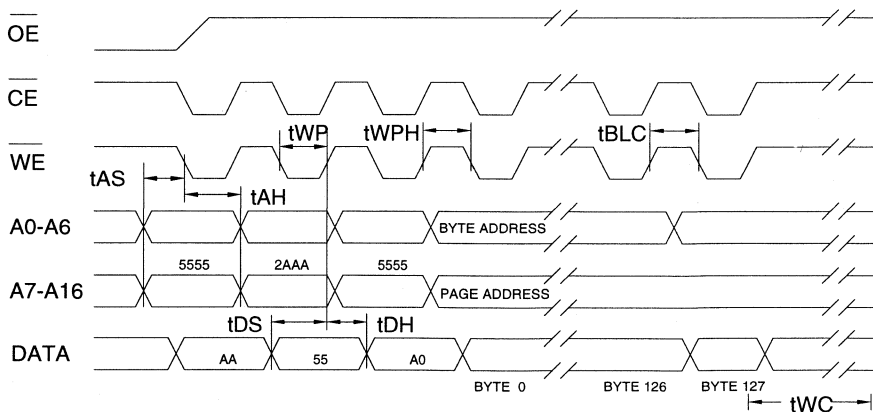 OE
CE
tWP tWPH tBLC
WE
tAS tAH
A0-A6 BYTE ADDRESS
5555 2AAA 5555
A7-A16 PAGE ADDRESS
tDS tDH
DATA AA 55 A0
BYTE 0 BYTE 126 BYTE 127
tWC